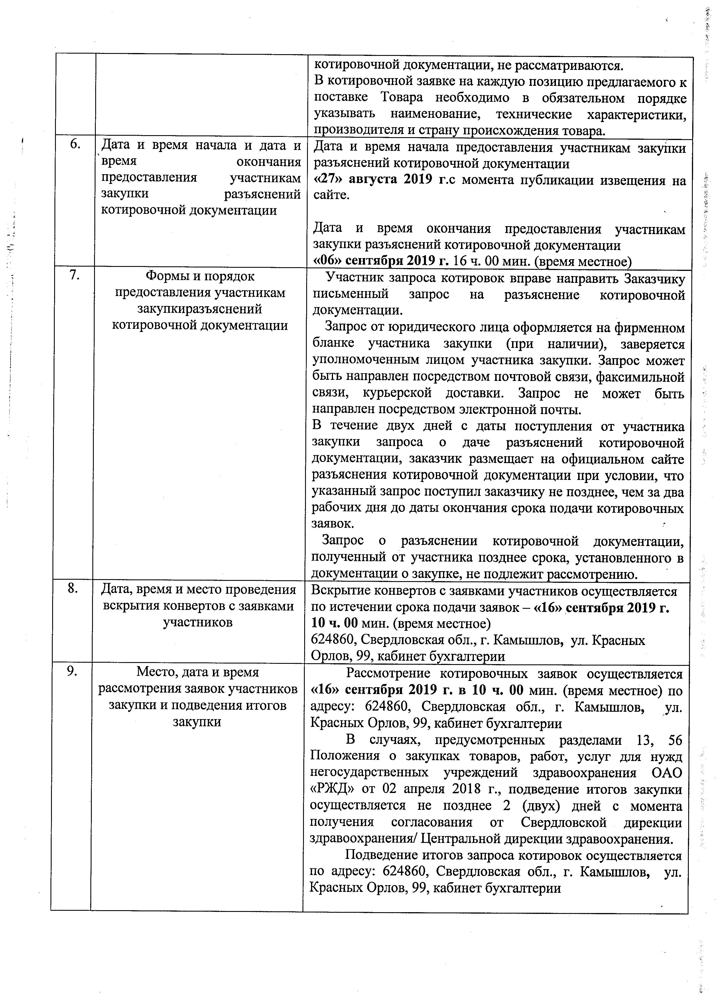 котировочной документации, не рассматриваются.
В котировочной заявке на каждую позицию предлагаемого к
поставке Товара необходимо в обязательном порядке
указывать наименование, технические характеристики,
производителя и страну происхождения товара.
6.
Дата и время начала и дата и
время окончания
предоставления участникам
закупки разъяснений
котировочной документации
Дата и время начала предоставления участникам закупки
разъяснений котировочной документации
«27» августа 2019 г.с момента публикации извещения на
сайте.
Дата и время окончания предоставления участникам
закупки разъяснений котировочной документации
«06» сентября 2019 г. 16 ч. 00 мин. (время местное)
7.
Формы и порядок
предоставления участникам
закупкиразъяснений
котировочной документации
Участник запроса котировок вправе направить Заказчику
письменный запрос на разъяснение котировочной
документации.
Запрос от юридического лица оформляется на фирменном
бланке участника закупки (при наличии), заверяется
уполномоченным лицом участника закупки. Запрос может
быть направлен посредством почтовой связи, факсимильной
связи, курьерской доставки. Запрос не может быть
направлен посредством электронной почты.
В течение двух дней с даты поступления от участника
закупки запроса о даче разъяснений котировочной
документации, заказчик размещает на официальном сайте
разъяснения котировочной документации при условии, что
указанный запрос поступил заказчику не позднее, чем за два
рабочих дня до даты окончания срока подачи котировочных
заявок.
Запрос о разъяснении котировочной документации,
полученный от участника позднее срока, установленного в
документации о закупке, не подлежит рассмотрению.
8.
Дата, время и место проведения
вскрытия конвертов с заявками
участников
Вскрытие конвертов с заявками участников осуществляется
по истечении срока подачи заявок – «16» сентября 2019 г.
10 ч. 00 мин. (время местное)
624860, Свердловская обл., г. Камышлов, ул. Красных
Орлов, 99, кабинет бухгалтерии
9.
Место, дата и время
рассмотрения заявок участников
закупки и подведения итогов
закупки
Рассмотрение котировочных заявок осуществляется
«16» сентября 2019 г. в 10 ч. 00 мин. (время местное) по
адресу: 624860, Свердловская обл., г. Камышлов, ул.
Красных Орлов, 99, кабинет бухгалтерии
В случаях, предусмотренных разделами 13, 56
Положения о закупках товаров, работ, услуг для нужд
негосударственных учреждений здравоохранения ОАО
«РЖД» от 02 апреля 2018 г., подведение итогов закупки
осуществляется не позднее 2 (двух) дней с момента
получения согласования от Свердловской дирекции
здравоохранения/ Центральной дирекции здравоохранения.
Подведение итогов запроса котировок осуществляется
по адресу: 624860, Свердловская обл., г. Камышлов, ул.
Красных Орлов, 99, кабинет бухгалтерии